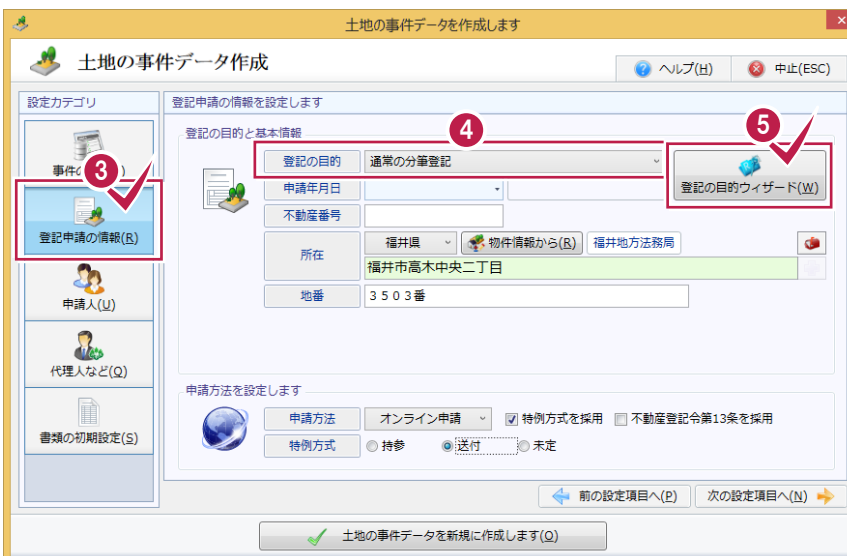 土地の事件データを作成します
土地の事件データ作成
ヘルプ(H) 中止(ESC)
設定カテゴリ
登記申請の情報を設定します
登記の目的と基本情報
4
5
登記の目的 通常の分筆登記
登記の目的ウィザード(W)
3
登記申請の情報(R)
申請人(U)
代理人など(Q)
書類の初期設定(S)
申請年月日
不動産番号
所在 福井県 物件情報から(R) 福井地方法務局
福井市高木中央二丁目
地番 3503番
申請方法を設定します
申請方法 オンライン申請 特例方式を採用 不動産登記令第13条を採用
特例方式 持参 送付 未定
前の設定項目へ(P) 次の設定項目へ(N)
土地の事件データを新規に作成します(O)